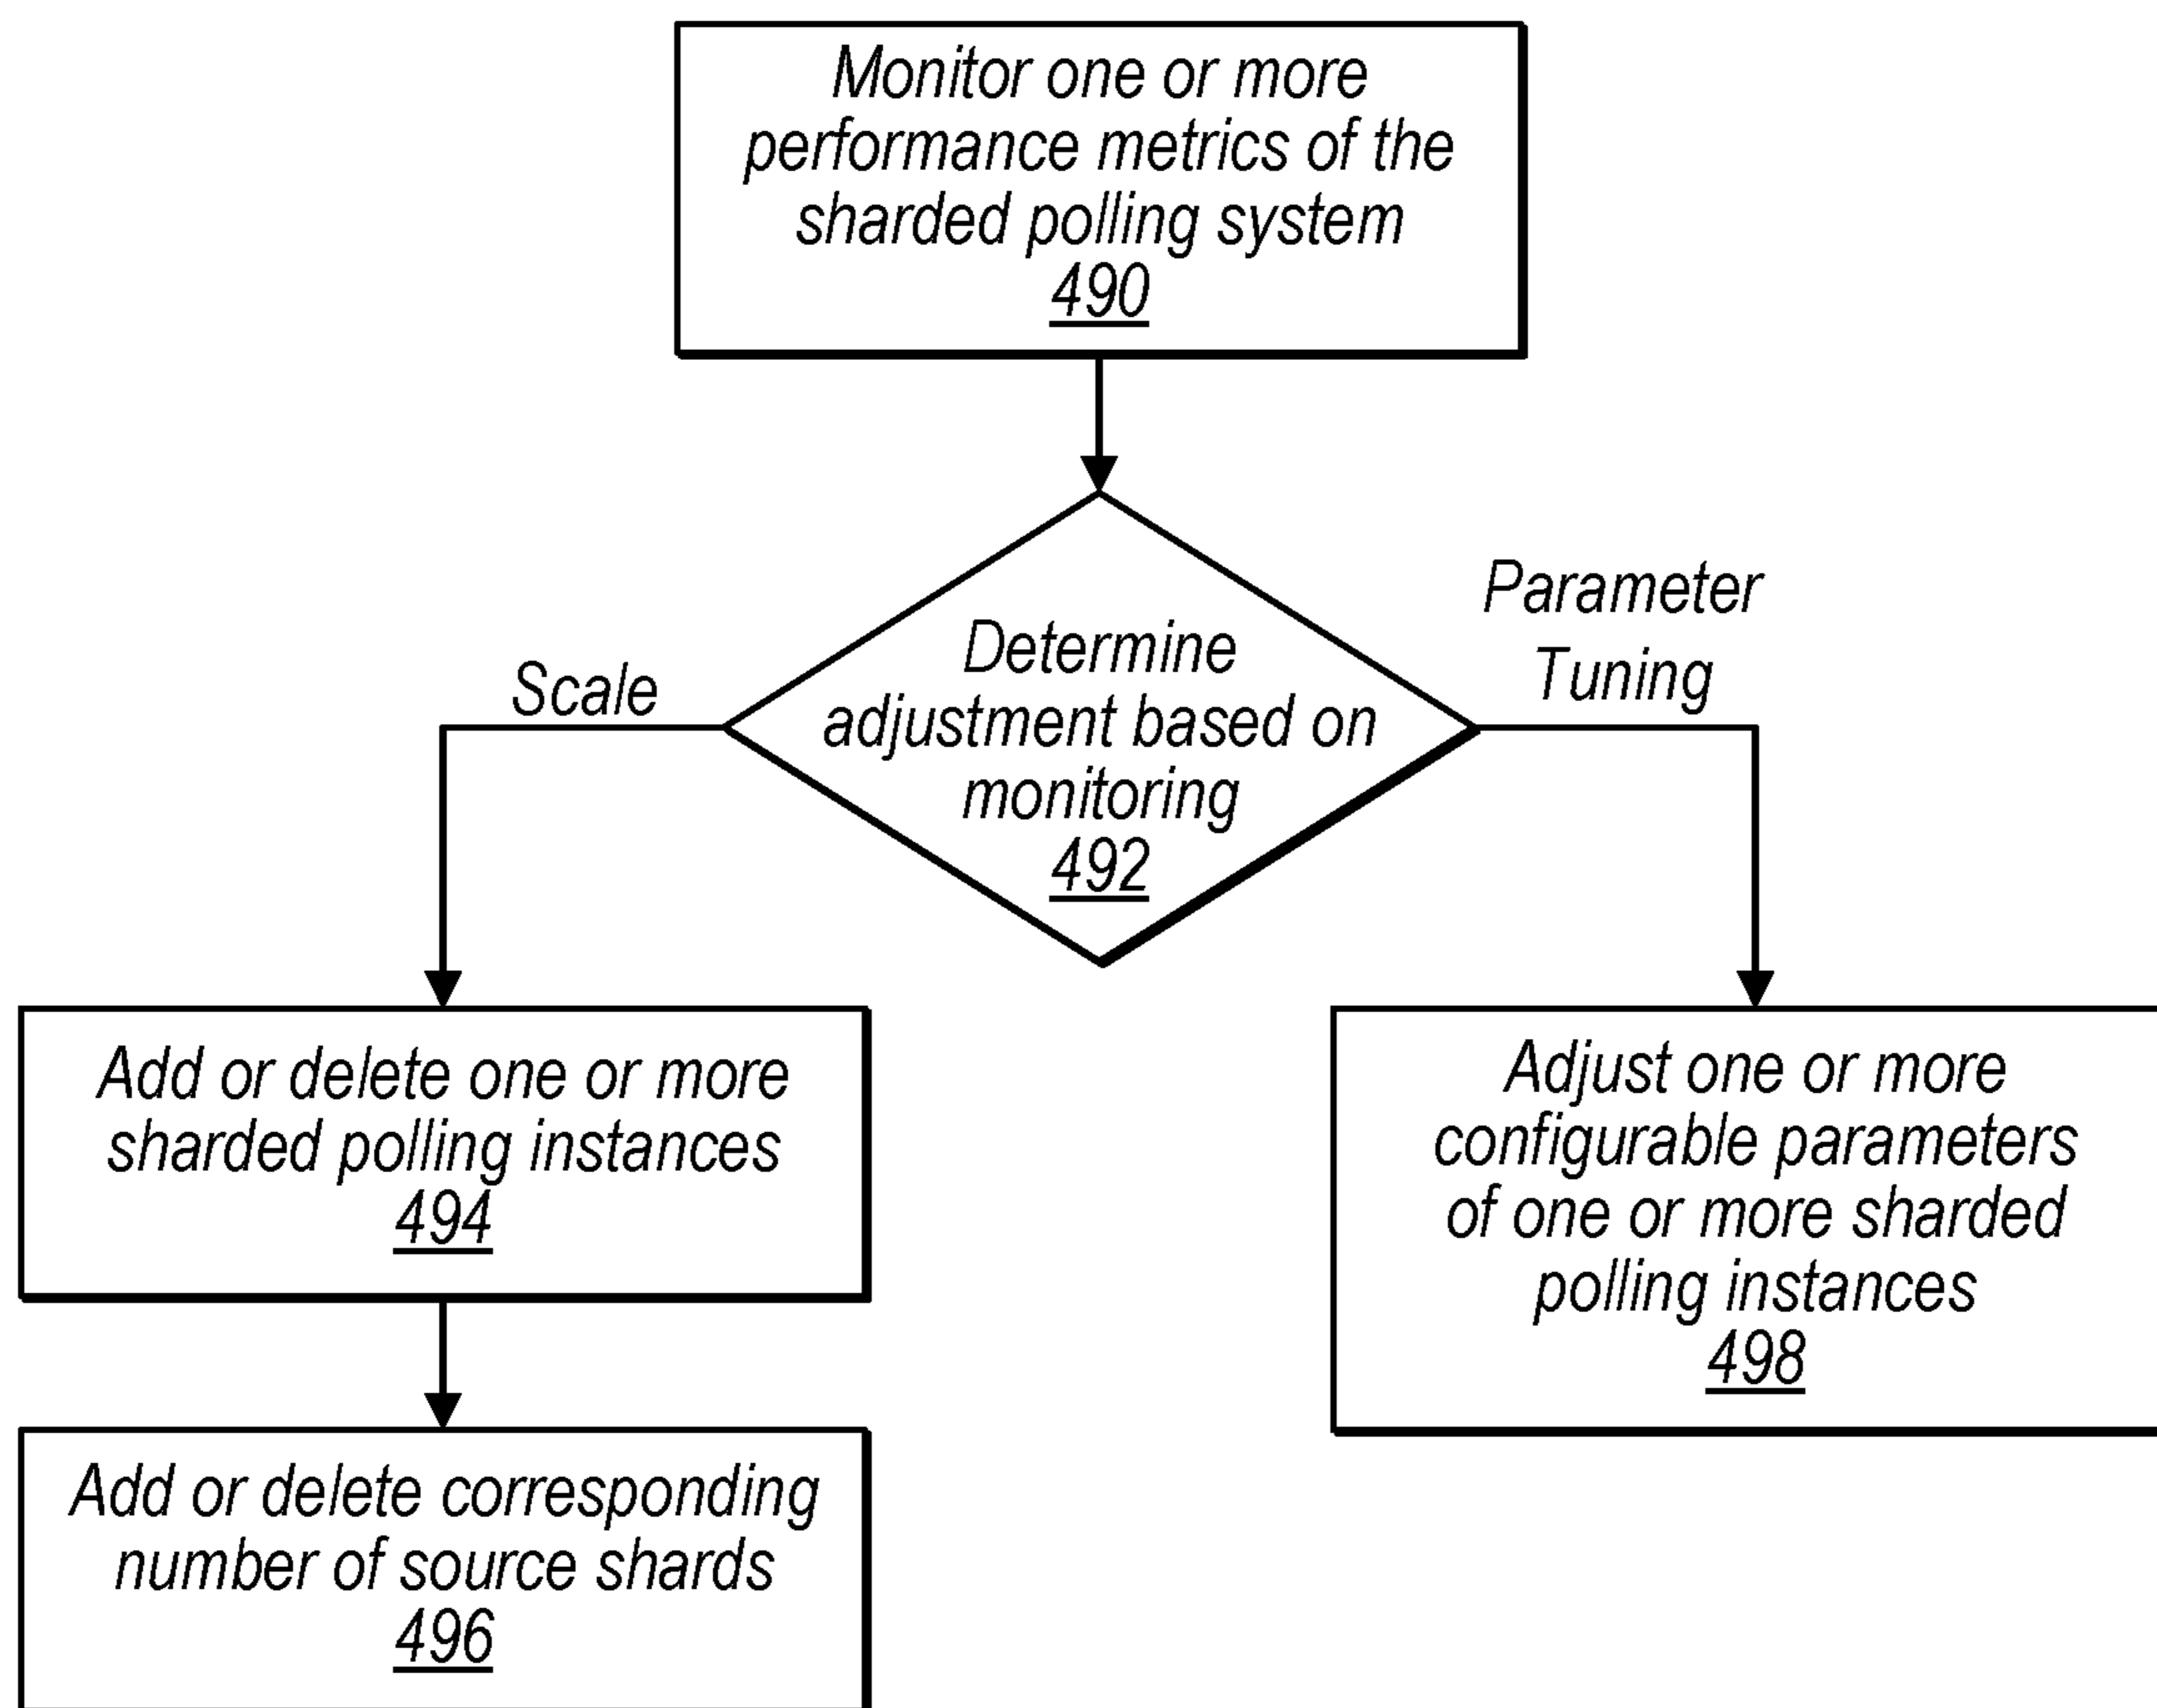 Monitor one or more
performance metrics of the
sharded polling system
490
Determine
adjustment based on
monitoring
492
Scale
Parameter
Tuning
Add or delete one or more
sharded polling instances
494
Add or delete corresponding
number of source shards
496
Adjust one or more
configurable parameters
of one or more sharded
polling instances
498